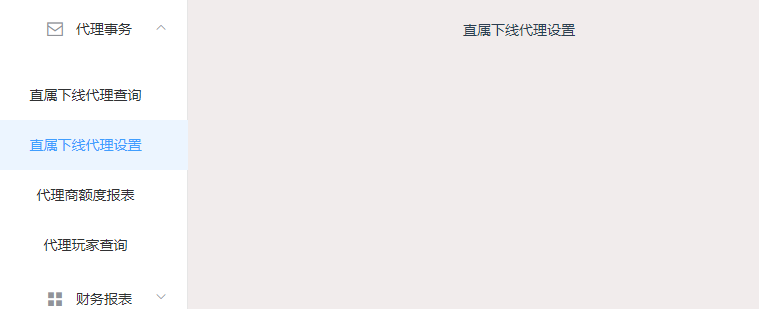 代理事务
直属下线代理查询
直属下线代理设置
代理商额度报表
代理玩家查询
财务报表
直属下线代理设置